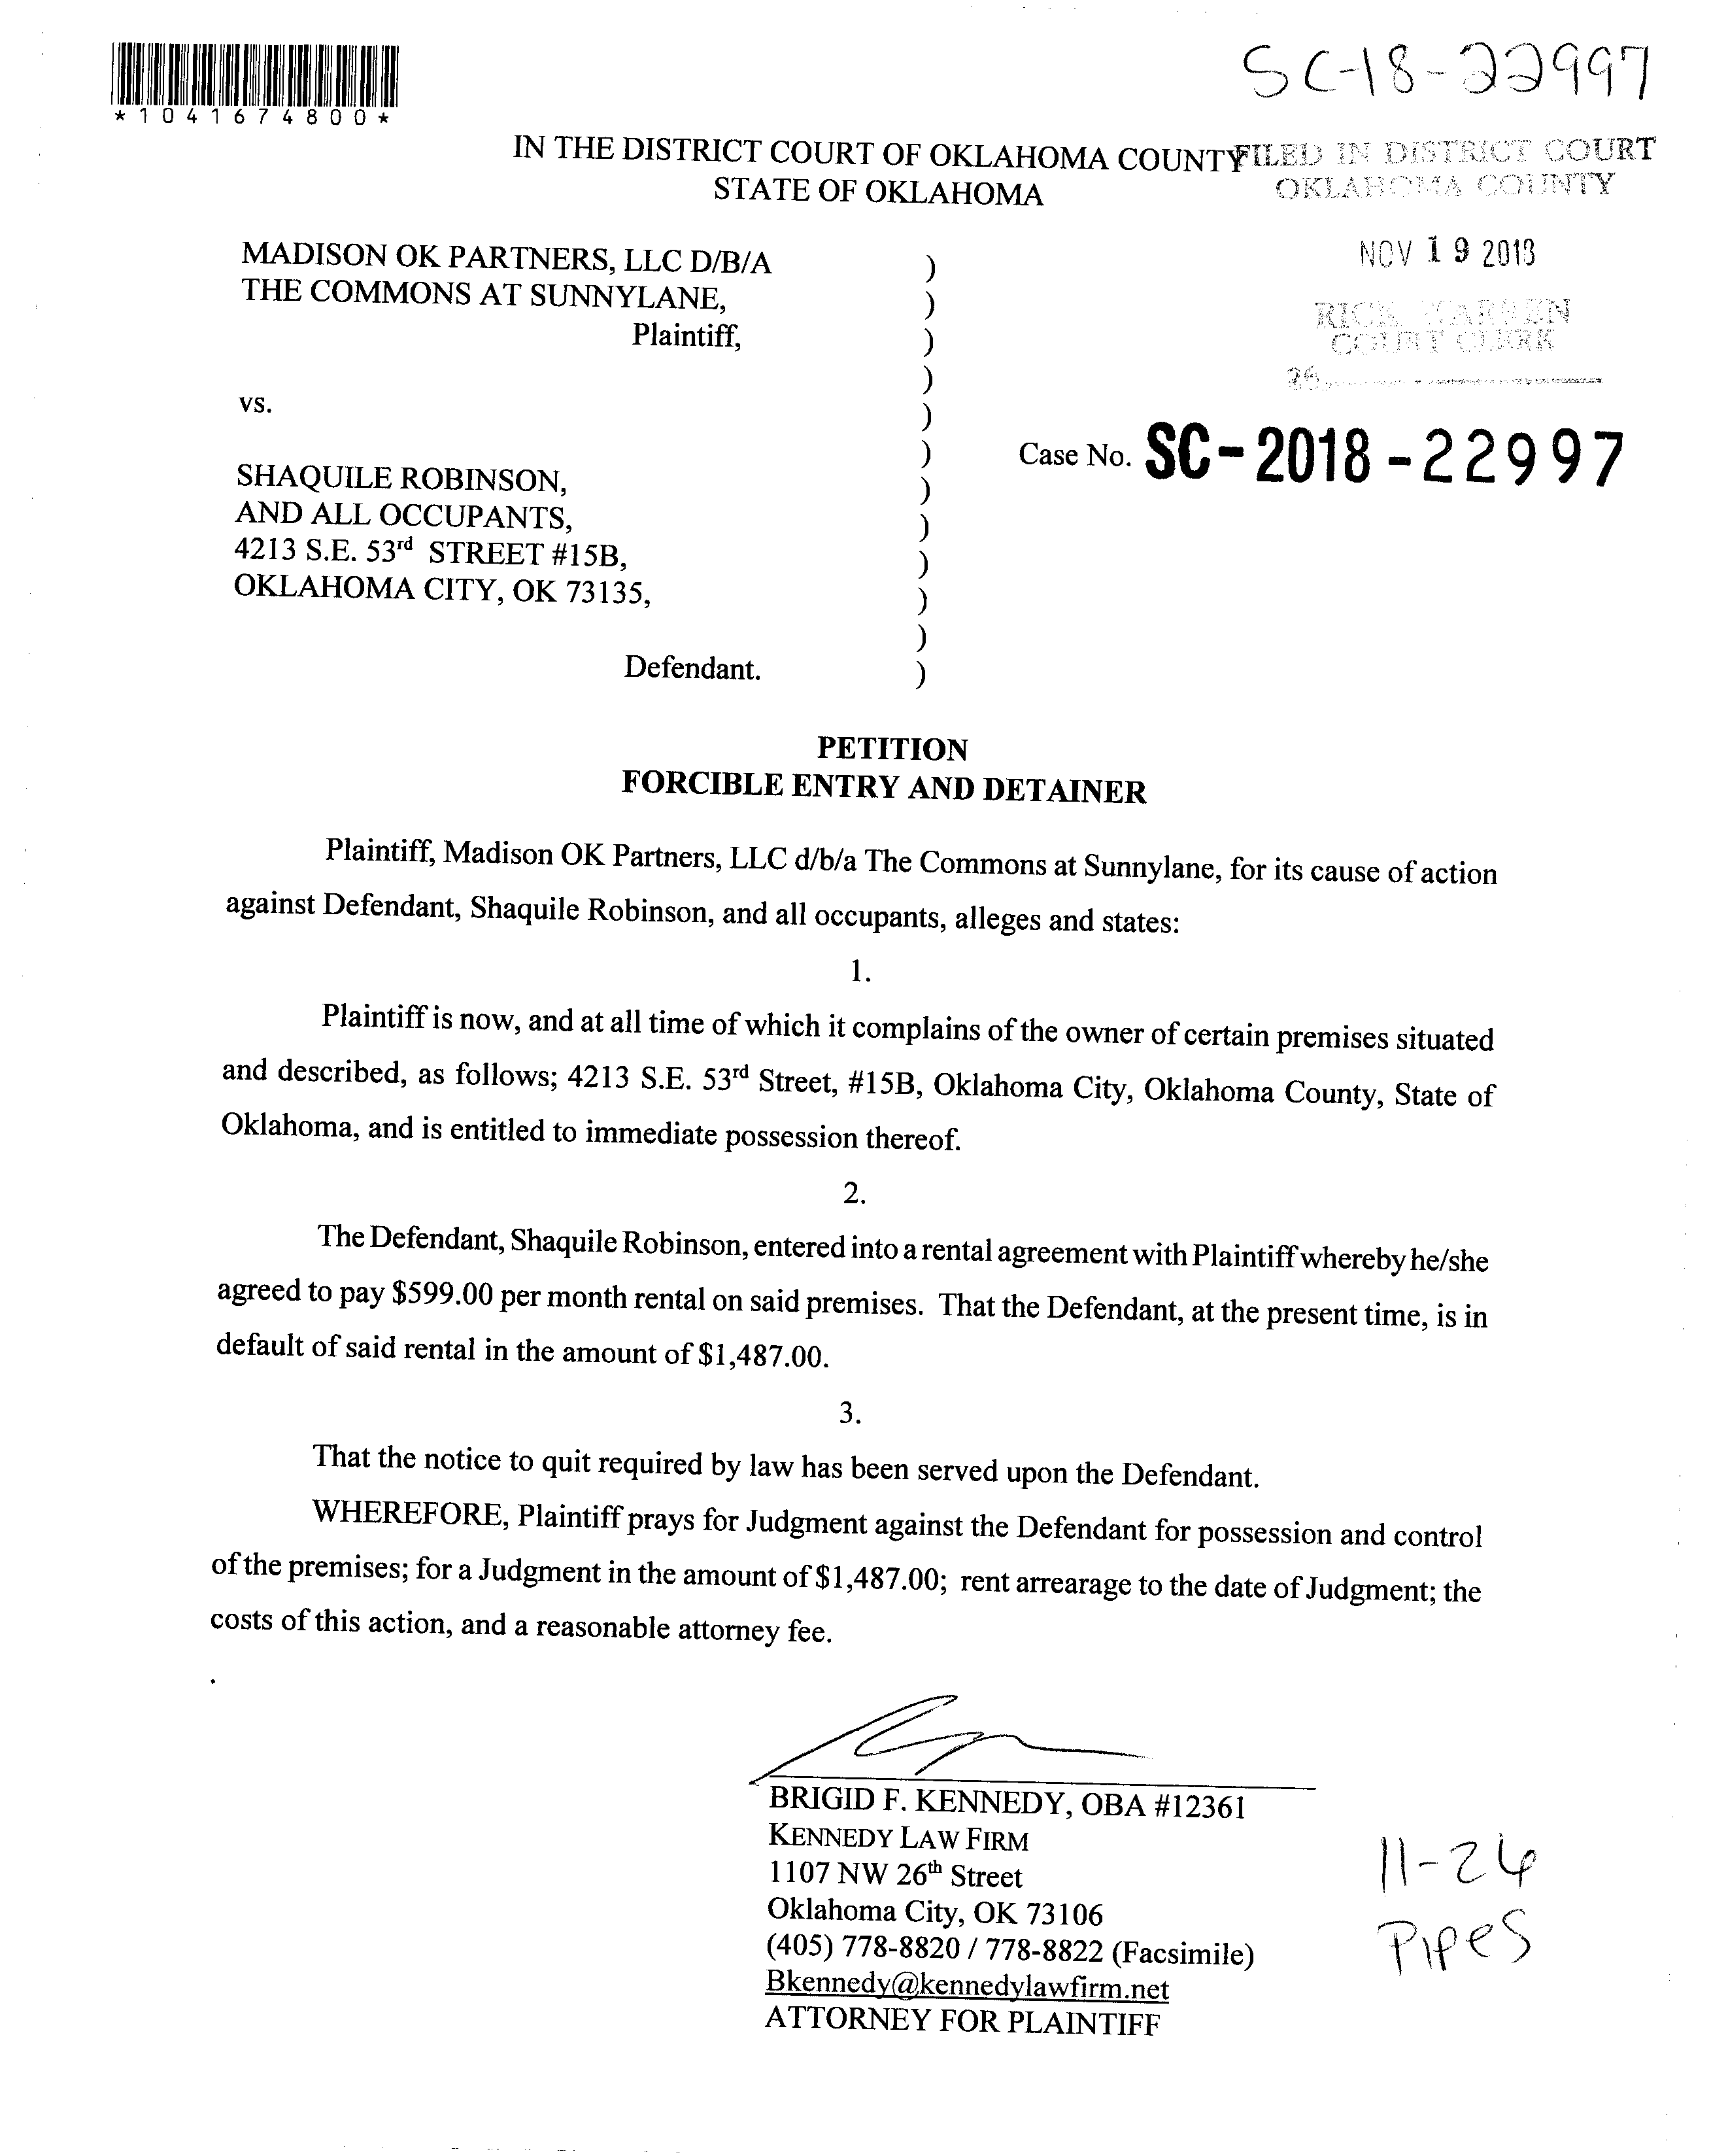 SC-18-22997
*1041674800*
IN THE DISTRICT COURT OF OKLAHOMA COUNTY
STATE OF OKLAHOMA
FILED IN DISTRICT COURT
OKLAHOMA COUNTY
NOV 19 2018
RICK WARREN
COURT CLERK
26
MADISON OK PARTNERS, LLC D/B/A )
THE COMMONS AT SUNNYLANE, )
Plaintiff, )
)
vs. )
)
Case No. SC-2018-22997
SHAQUILE ROBINSON, )
AND ALL OCCUPANTS, )
4213 S.E. 53rd STREET #15B, )
OKLAHOMA CITY, OK 73135, )
)
Defendant. )
PETITION
FORCIBLE ENTRY AND DETAINER
Plaintiff, Madison OK Partners, LLC d/b/a The Commons at Sunnylane, for its cause of action
against Defendant, Shaquile Robinson, and all occupants, alleges and states:
1.
Plaintiff is now, and at all time of which it complains of the owner of certain premises situated
and described, as follows; 4213 S.E. 53rd Street, #15B, Oklahoma City, Oklahoma County, State of
Oklahoma, and is entitled to immediate possession thereof.
2.
The Defendant, Shaquile Robinson, entered into a rental agreement with Plaintiff whereby he/she
agreed to pay $599.00 per month rental on said premises. That the Defendant, at the present time, is in
default of said rental in the amount of $1,487.00.
3.
That the notice to quit required by law has been served upon the Defendant.
WHEREFORE, Plaintiff prays for Judgment against the Defendant for possession and control
of the premises; for a Judgment in the amount of $1,487.00; rent arrearage to the date of Judgment; the
costs of this action, and a reasonable attorney fee.
BRIGID F. KENNEDY, OBA #12361
KENNEDY LAW FIRM
1107 NW 26th Street
Oklahoma City, OK 73106
(405) 778-8820 / 778-8822 (Facsimile)
Bkennedy@kennedylawfirm.net
ATTORNEY FOR PLAINTIFF
11-26
Pipes